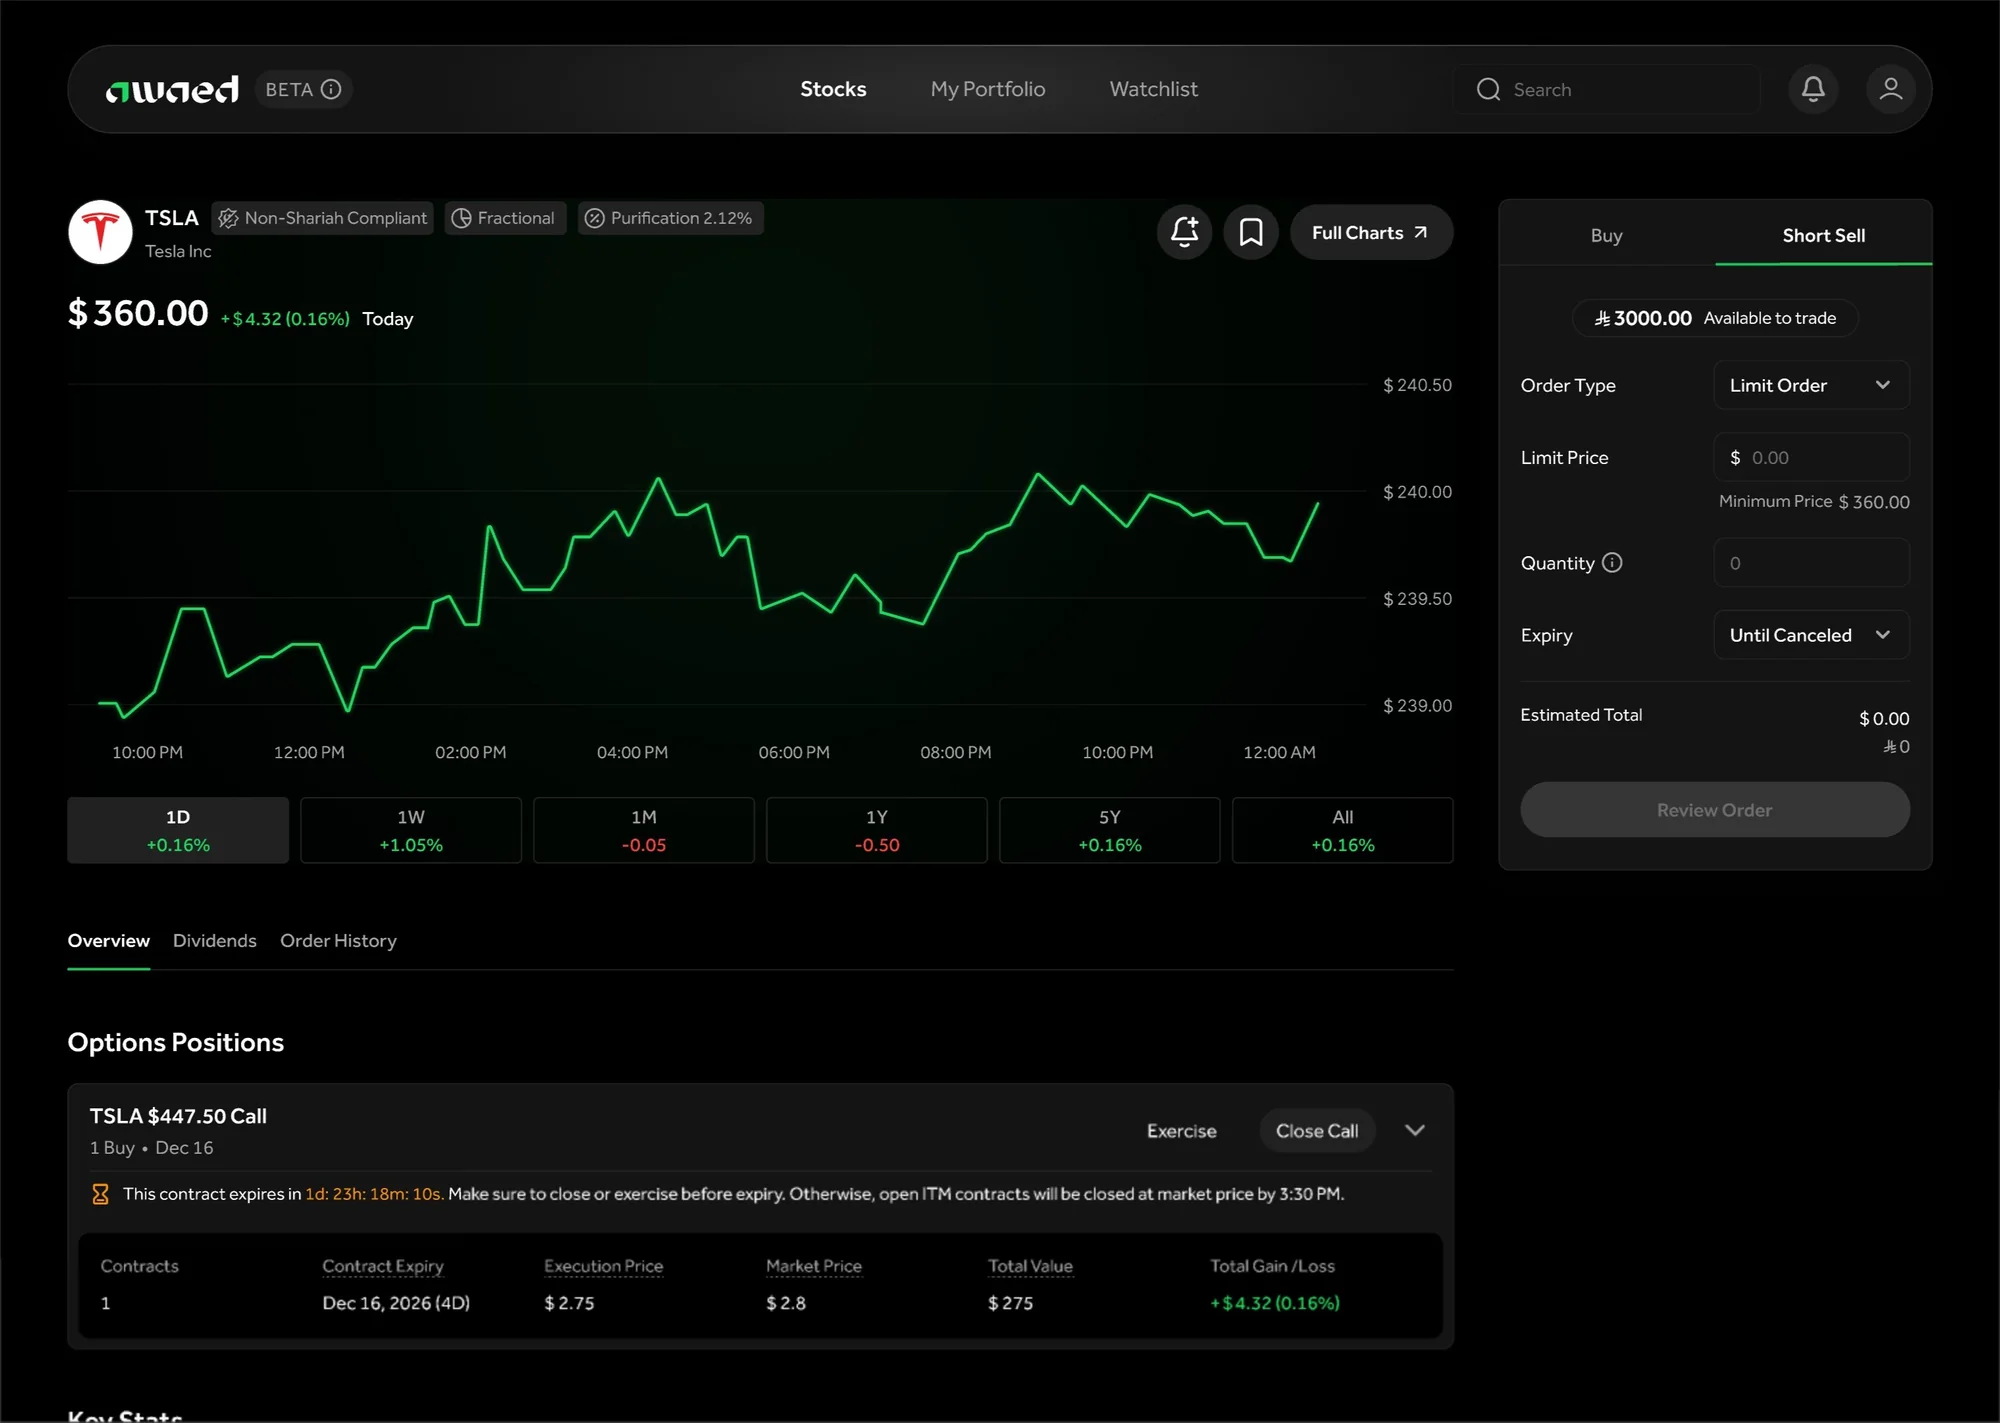 awaed BETA Stocks My Portfolio Watchlist Search
TSLA Non-Shariah Compliant Fractional Purification 2.12%
Tesla Inc
Full Charts
$ 360.00 +$ 4.32 (0.16%) Today
$ 240.50
$ 240.00
$ 239.50
$ 239.00
10:00 PM 12:00 PM 02:00 PM 04:00 PM 06:00 PM 08:00 PM 10:00 PM 12:00 AM
1D 1W 1M 1Y 5Y All
+0.16% +1.05% -0.05 -0.50 +0.16% +0.16%
Buy Short Sell
3000.00 Available to trade
Order Type Limit Order
Limit Price $ 0.00
Minimum Price $ 360.00
Quantity 0
Expiry Until Canceled
Estimated Total $ 0.00
0
Review Order
Overview Dividends Order History
Options Positions
TSLA $447.50 Call
1 Buy • Dec 16
Exercise Close Call
This contract expires in 1d: 23h: 18m: 10s. Make sure to close or exercise before expiry. Otherwise, open ITM contracts will be closed at market price by 3:30 PM.
Contracts Contract Expiry Execution Price Market Price Total Value Total Gain /Loss
1 Dec 16, 2026 (4D) $ 2.75 $ 2.8 $ 275 +$ 4.32 (0.16%)
Key Stats